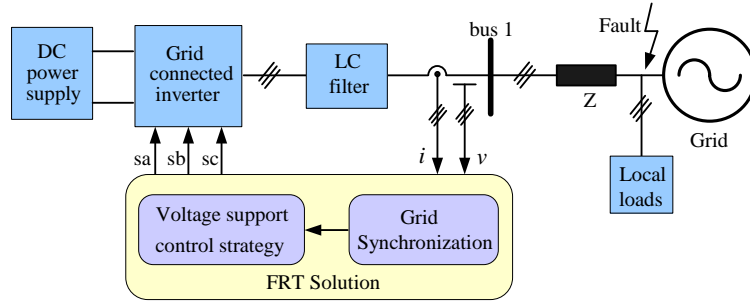 DC
power
supply
Grid
connected
inverter
LC
filter
bus 1
Fault
Z
Grid
Local
loads
sa
sb
sc
i
v
Voltage support
control strategy
Grid
Synchronization
FRT Solution